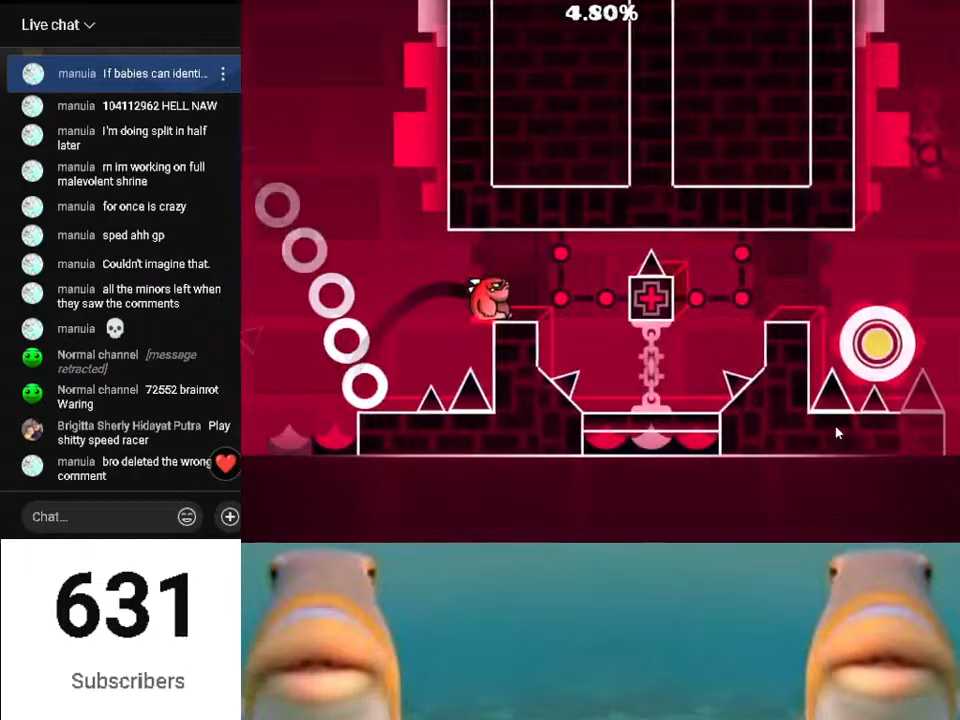 Live chat
4.80%
manuia If babies can identi...
manuia 104112962 HELL NAW
manuia I'm doing split in half
later
manuia rn im working on full
malevolent shrine
manuia for once is crazy
manuia sped ahh gp
manuia Couldn't imagine that.
manuia all the minors left when
they saw the comments
manuia 💀
Normal channel [message
retracted]
Normal channel 72552 brainrot
Waring
Brigitta Sherly Hidayat Putra Play
shitty speed racer
manuia bro deleted the wrong
comment
Chat...
631
Subscribers